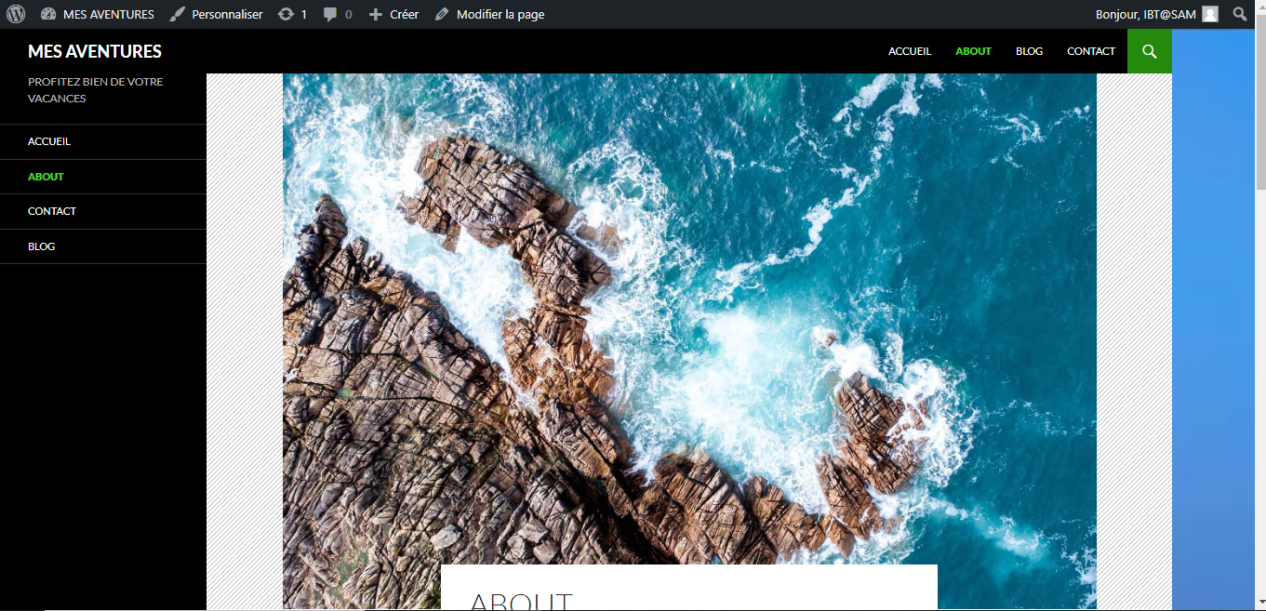 MES AVENTURES Personnaliser 1 0 Créer Modifier la page Bonjour, IBT@SAM
MES AVENTURES ACCUEIL ABOUT BLOG CONTACT
PROFITEZ BIEN DE VOTRE
VACANCES
ACCUEIL
ABOUT
CONTACT
BLOG
ABOUT